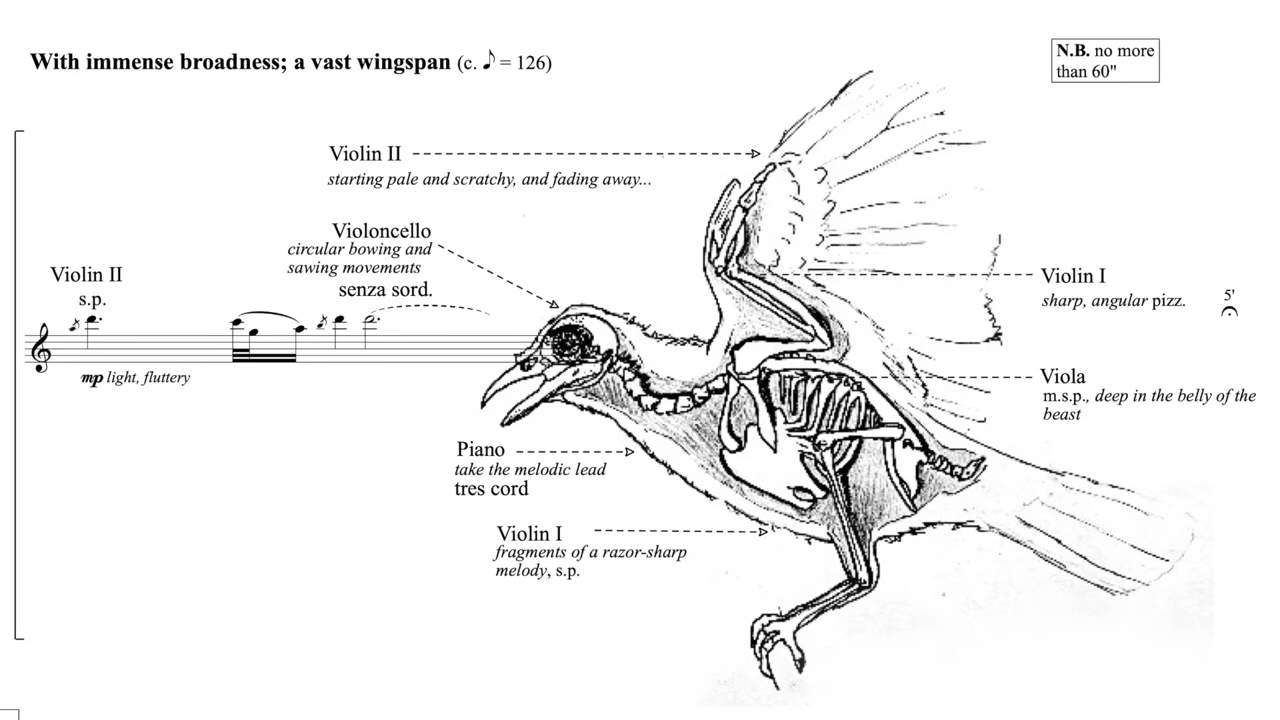 With immense broadness; a vast wingspan (c. ♪ = 126)
N.B. no more
than 60"
Violin II
starting pale and scratchy, and fading away...
Violoncello
circular bowing and
sawing movements
senza sord.
Violin II
s.p.
mp light, fluttery
Violin I
sharp, angular pizz.
5'
Viola
m.s.p., deep in the belly of the
beast
Piano
take the melodic lead
tres cord
Violin I
fragments of a razor-sharp
melody, s.p.